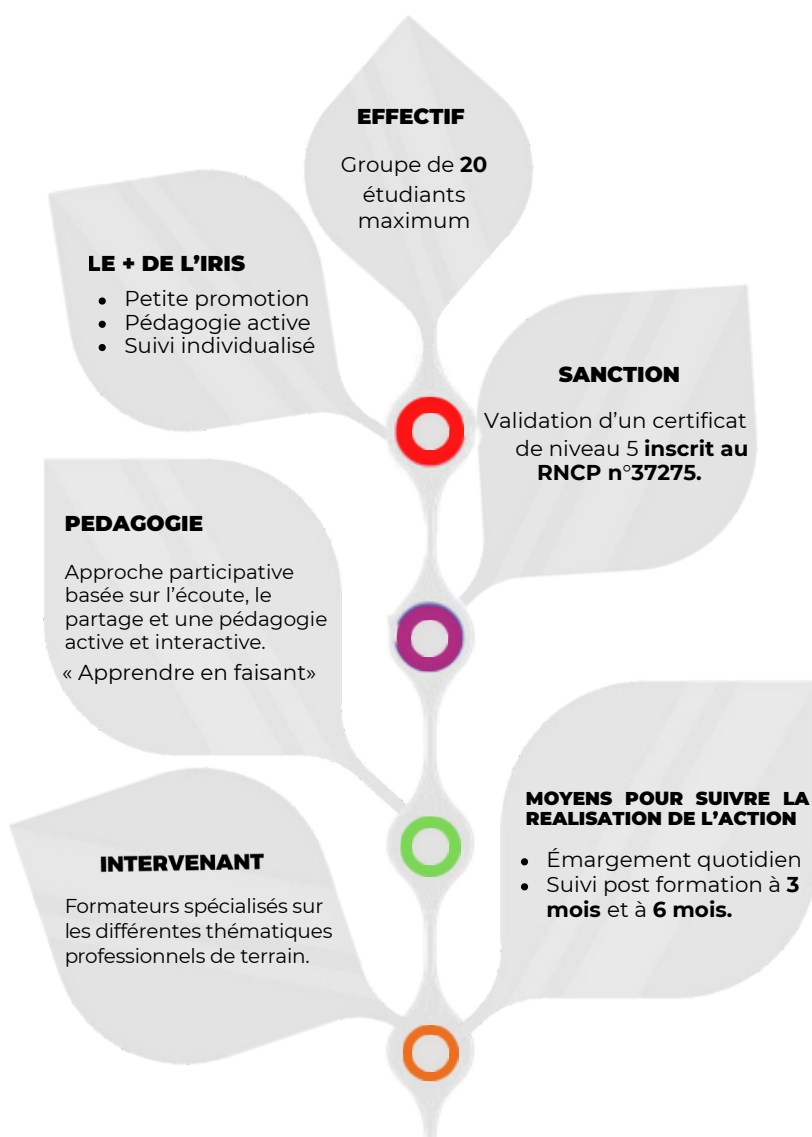 EFFECTIF
Groupe de 20
étudiants
maximum
LE + DE L’IRIS
• Petite promotion
• Pédagogie active
• Suivi individualisé
SANCTION
Validation d’un certificat
de niveau 5 inscrit au
RNCP n°37275.
PEDAGOGIE
Approche participative
basée sur l’écoute, le
partage et une pédagogie
active et interactive.
« Apprendre en faisant»
MOYENS POUR SUIVRE LA
REALISATION DE L’ACTION
• Émargement quotidien
• Suivi post formation à 3
mois et à 6 mois.
INTERVENANT
Formateurs spécialisés sur
les différentes thématiques
professionnels de terrain.